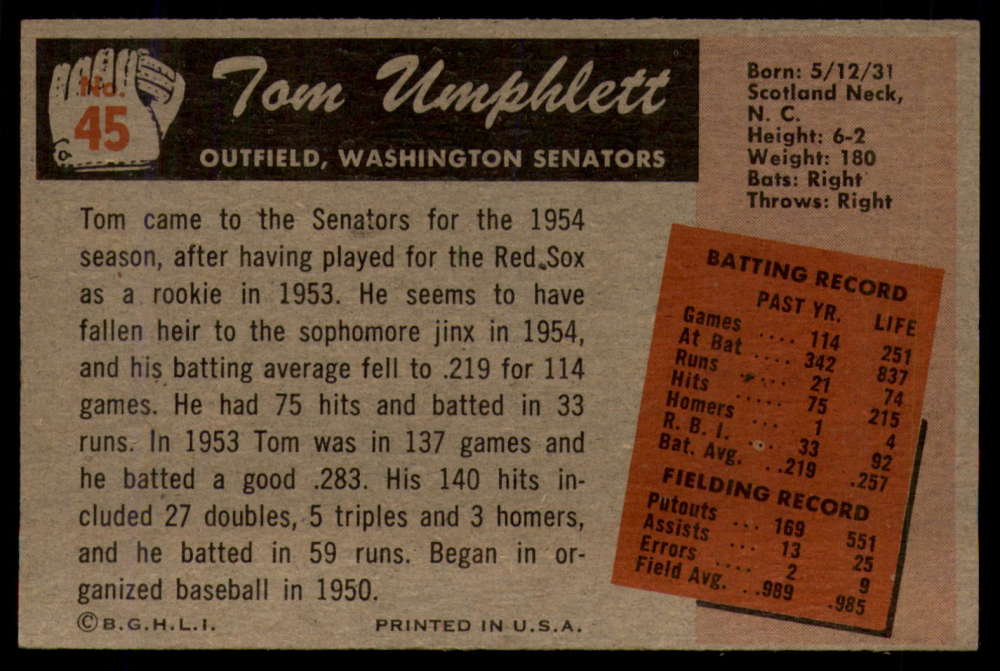 No.
45
Tom Umphlett
OUTFIELD, WASHINGTON SENATORS
Born: 5/12/31
Scotland Neck,
N. C.
Height: 6-2
Weight: 180
Bats: Right
Throws: Right
Tom came to the Senators for the 1954
season, after having played for the Red Sox
as a rookie in 1953. He seems to have
fallen heir to the sophomore jinx in 1954,
and his batting average fell to .219 for 114
games. He had 75 hits and batted in 33
runs. In 1953 Tom was in 137 games and
he batted a good .283. His 140 hits in-
cluded 27 doubles, 5 triples and 3 homers,
and he batted in 59 runs. Began in or-
ganized baseball in 1950.
BATTING RECORD
PAST YR. LIFE
Games .... 114 251
At Bat .... 342 837
Runs .... 21 74
Hits ..... 75 215
Homers ... 1 4
R. B. I. ... 33 92
Bat. Avg. ..219 .257
FIELDING RECORD
Putouts ... 169 551
Assists ... 13 25
Errors .... 2 9
Field Avg. ..989 .985
©B.G.H.L.I. PRINTED IN U.S.A.